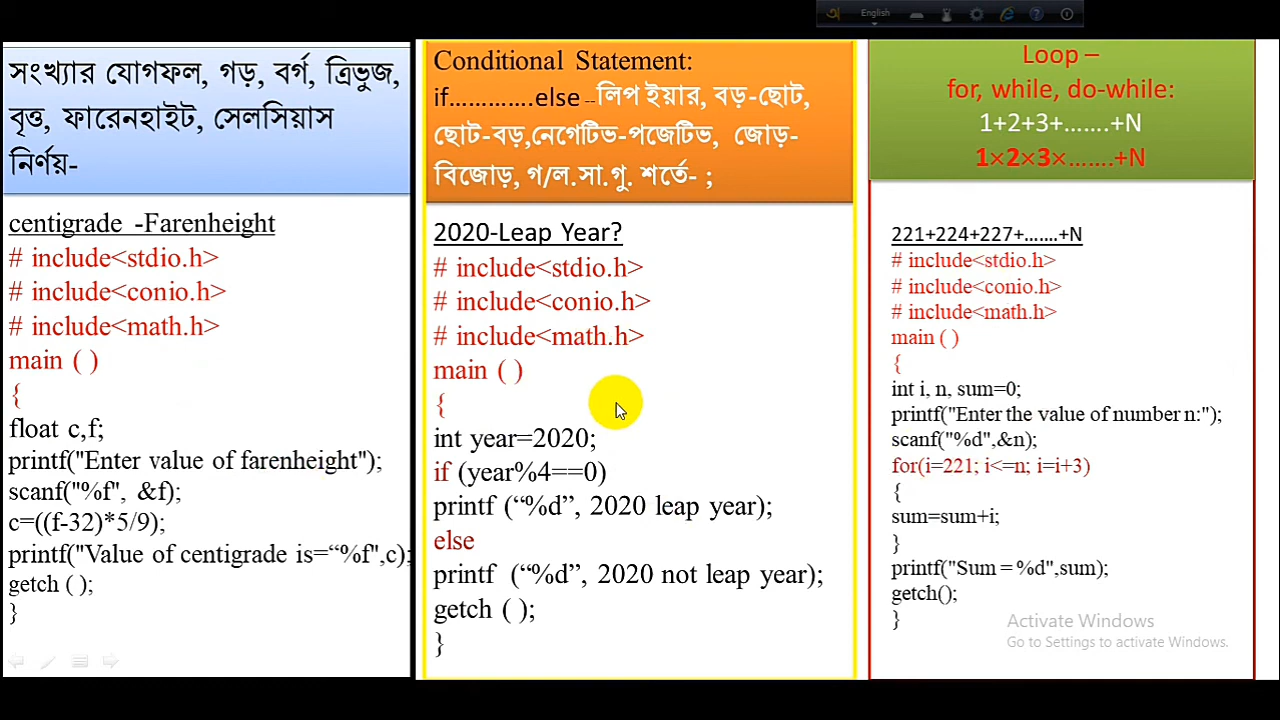 English
সংখ্যার যোগফল, গড়, বর্গ, ত্রিভুজ,
বৃত্ত, ফারেনহাইট, সেলসিয়াস
নির্ণয়-
centigrade -Farenheight
# include<stdio.h>
# include<conio.h>
# include<math.h>
main ( )
{
float c,f;
printf("Enter value of farenheight");
scanf("%f", &f);
c=((f-32)*5/9);
printf("Value of centigrade is=“%f",c);
getch ( );
}
Conditional Statement:
if………….else –লিপ ইয়ার, বড়-ছোট,
ছোট-বড়,নেগেটিভ-পজেটিভ, জোড়-
বিজোড়, গ/ল.সা.গু. শর্তে- ;
2020-Leap Year?
# include<stdio.h>
# include<conio.h>
# include<math.h>
main ( )
{
int year=2020;
if (year%4==0)
printf (“%d”, 2020 leap year);
else
printf (“%d”, 2020 not leap year);
getch ( );
}
Loop –
for, while, do-while:
1+2+3+…….+N
1×2×3×…….+N
221+224+227+…….+N
# include<stdio.h>
# include<conio.h>
# include<math.h>
main ( )
{
int i, n, sum=0;
printf("Enter the value of number n:");
scanf("%d",&n);
for(i=221; i<=n; i=i+3)
{
sum=sum+i;
}
printf("Sum = %d",sum);
getch();
}
Activate Windows
Go to Settings to activate Windows.